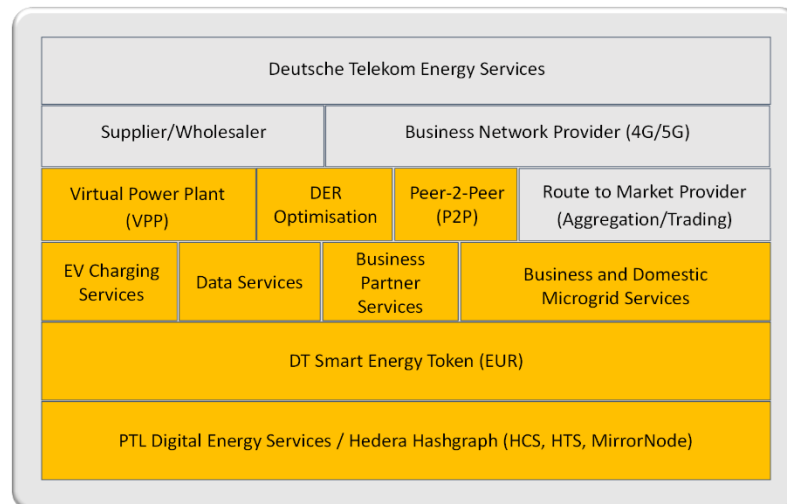 Deutsche Telekom Energy Services
Supplier/Wholesaler
Business Network Provider (4G/5G)
Virtual Power Plant
(VPP)
DER
Optimisation
Peer-2-Peer
(P2P)
Route to Market Provider
(Aggregation/Trading)
EV Charging
Services
Data Services
Business
Partner
Services
Business and Domestic
Microgrid Services
DT Smart Energy Token (EUR)
PTL Digital Energy Services / Hedera Hashgraph (HCS, HTS, MirrorNode)